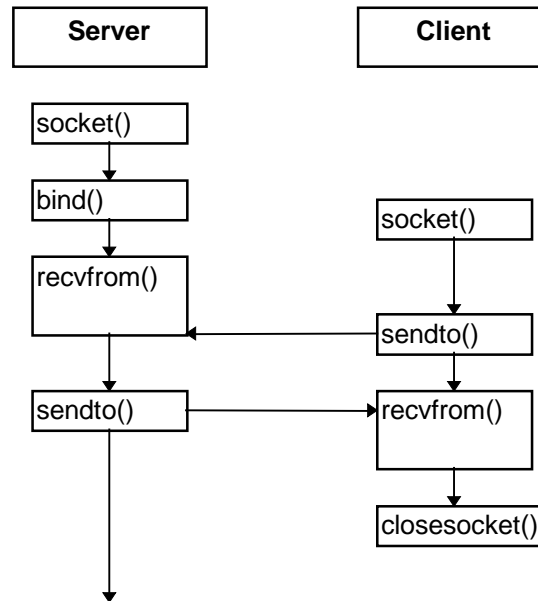 Server
Client
socket()
bind()
socket()
recvfrom()
sendto()
sendto()
recvfrom()
closesocket()